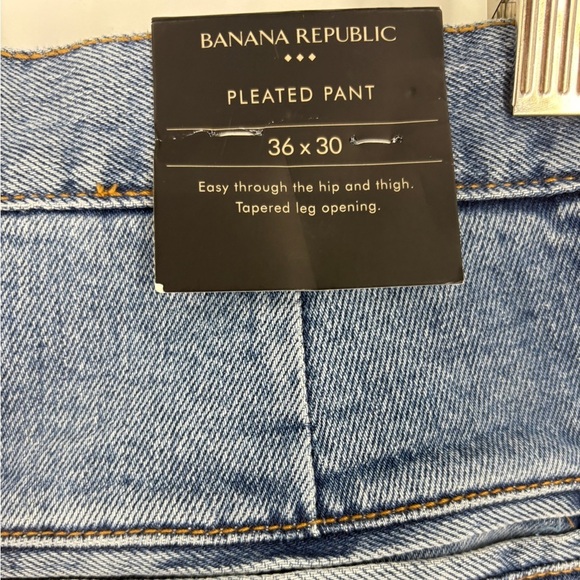 BANANA REPUBLIC
PLEATED PANT
36 x 30
Easy through the hip and thigh.
Tapered leg opening.